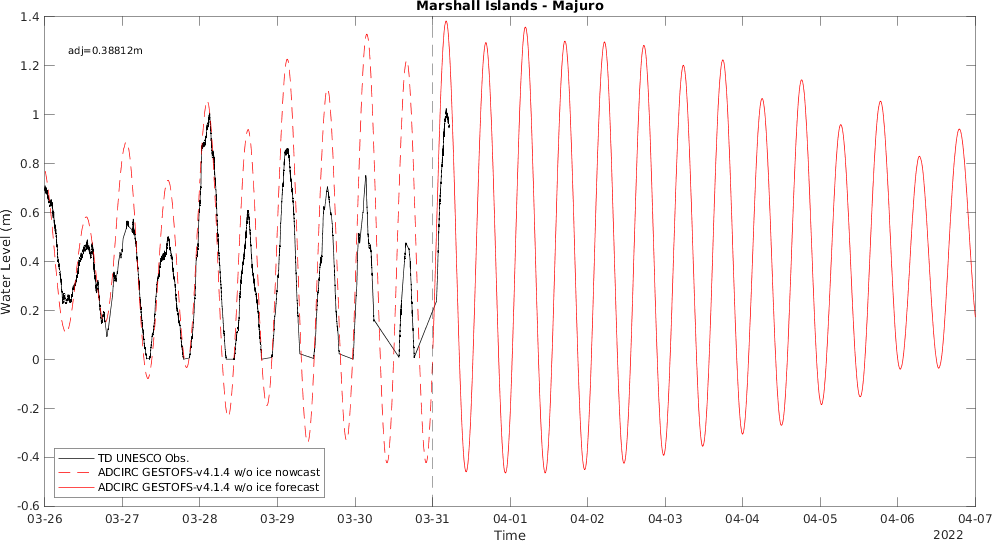 Marshall Islands - Majuro
adj=0.38812m
1.4
1.2
1
0.8
0.6
0.4
0.2
0
-0.2
-0.4
-0.6
Water Level (m)
TD UNESCO Obs.
ADCIRC GESTOFS-v4.1.4 w/o ice nowcast
ADCIRC GESTOFS-v4.1.4 w/o ice forecast
03-26 03-27 03-28 03-29 03-30 03-31 04-01 04-02 04-03 04-04 04-05 04-06 04-07
Time
2022